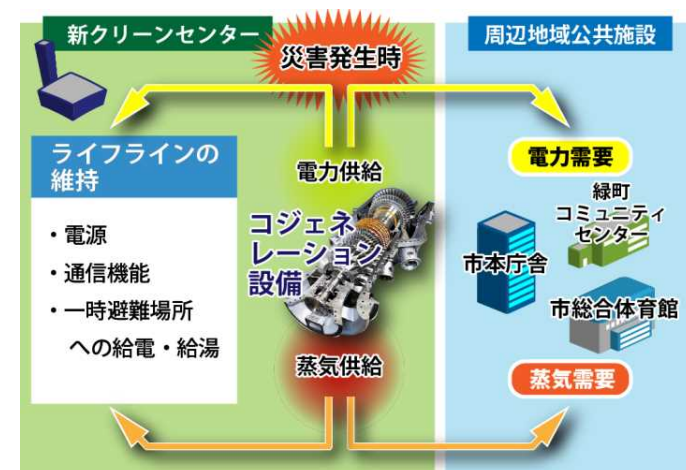 新クリーンセンター
災害発生時
周辺地域公共施設
ライフラインの
維持
・電源
・通信機能
・一時避難場所
への給電・給湯
電力供給
コジェネ
レーション
設備
蒸気供給
電力需要
緑町
コミュニティ
センター
市本庁舎
市総合体育館
蒸気需要